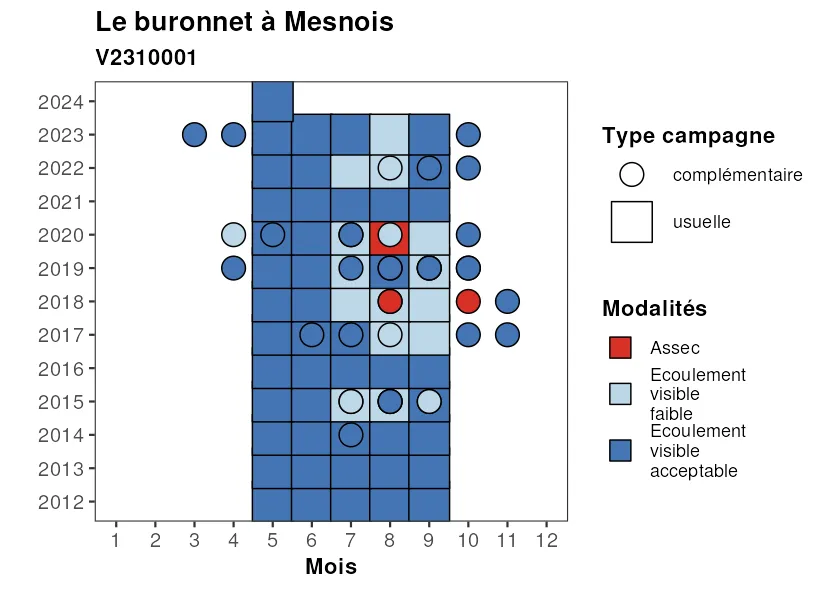 Le buronnet à Mesnois
V2310001
2024
2023
2022
2021
2020
2019
2018
2017
2016
2015
2014
2013
2012
1 2 3 4 5 6 7 8 9 10 11 12
Mois
Type campagne
complémentaire
usuelle
Modalités
Assec
Ecoulement
visible
faible
Ecoulement
visible
acceptable